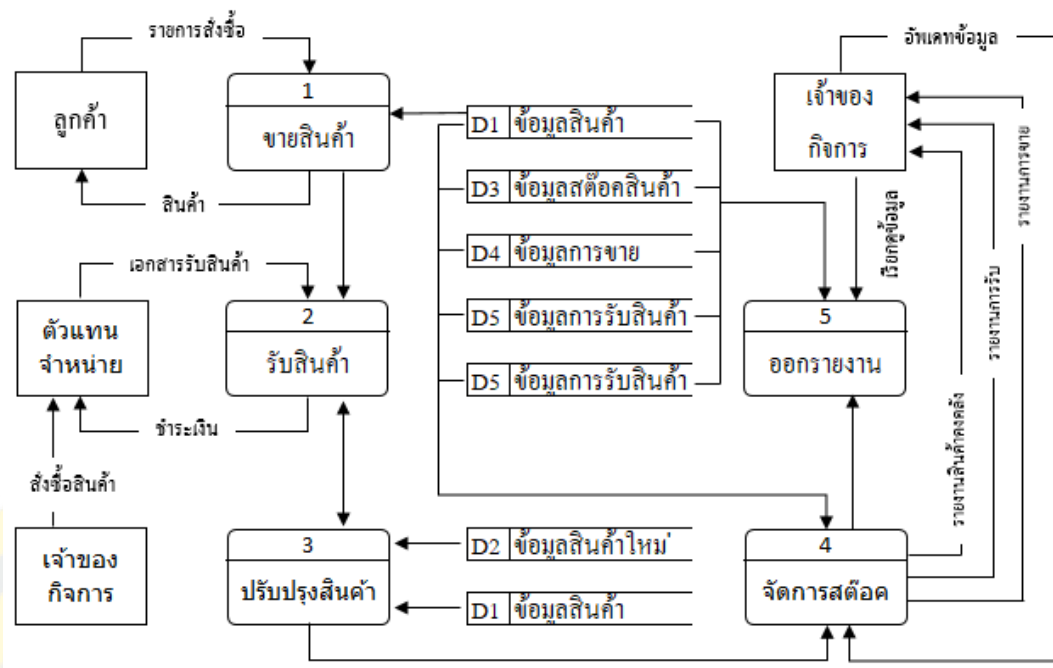 รายการสั่งซื้อ
อัพเดทข้อมูล
ลูกค้า
1
ขายสินค้า
D1 ข้อมูลสินค้า
เจ้าของ
กิจการ
D3 ข้อมูลสต๊อคสินค้า
สินค้า
เรียกดูข้อมูล
รายงานการขาย
D4 ข้อมูลการขาย
เอกสารรับสินค้า
รายงานการรับ
ตัวแทน
จำหน่าย
2
รับสินค้า
D5 ข้อมูลการรับสินค้า
5
ออกรายงาน
D5 ข้อมูลการรับสินค้า
ชำระเงิน
รายงานสินค้าคงคลัง
สั่งซื้อสินค้า
เจ้าของ
กิจการ
3
ปรับปรุงสินค้า
D2 ข้อมูลสินค้าใหม่
4
จัดการสต๊อค
D1 ข้อมูลสินค้า